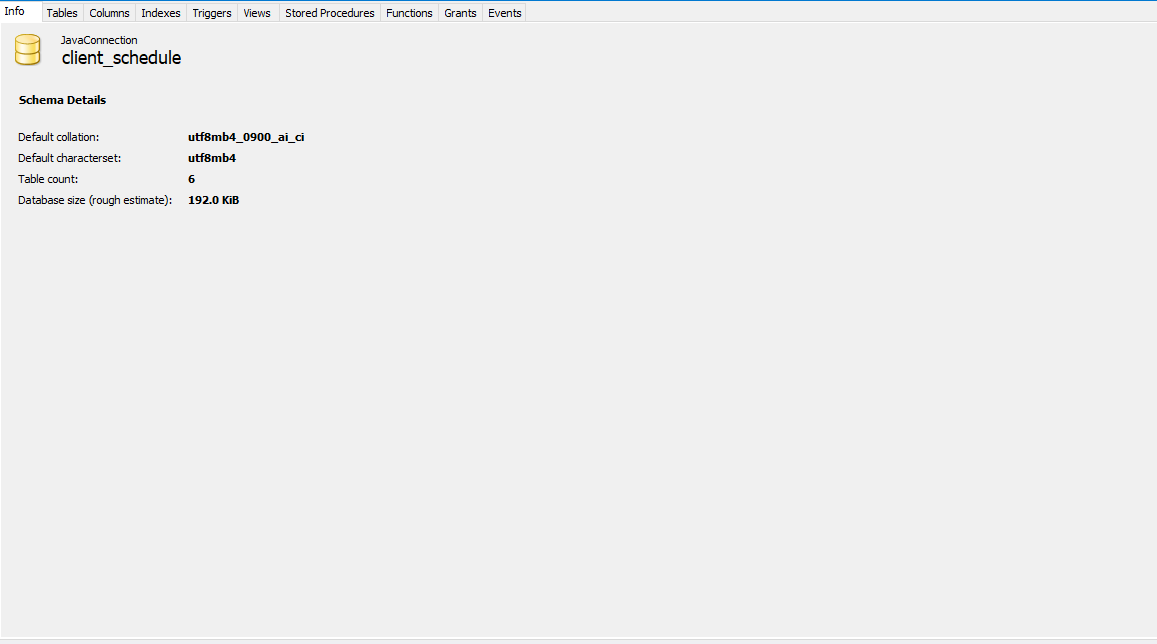 Info Tables Columns Indexes Triggers Views Stored Procedures Functions Grants Events
JavaConnection
client_schedule
Schema Details
Default collation: utf8mb4_0900_ai_ci
Default characterset: utf8mb4
Table count: 6
Database size (rough estimate): 192.0 KiB